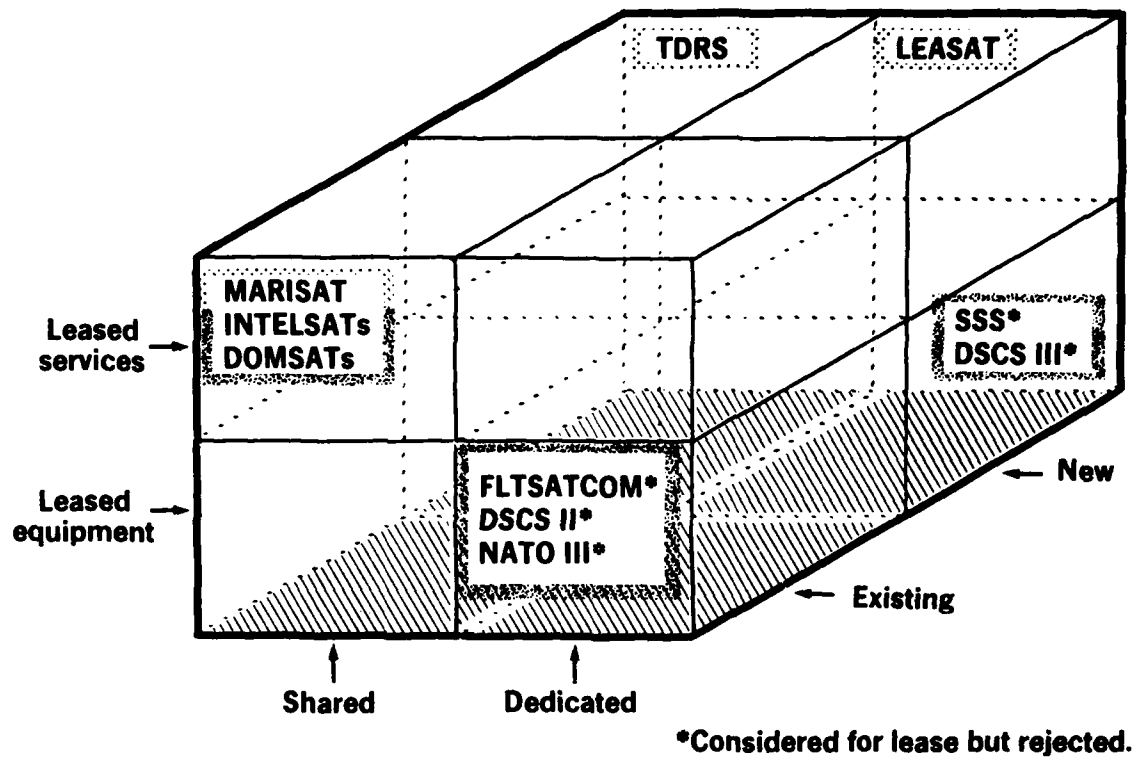 TDRS
LEASAT
MARISAT
INTELSATs
DOMSATs
Leased
services
SSS*
DSCS III*
Leased
equipment
FLTSATCOM*
DSCS II*
NATO III*
New
Existing
Shared
Dedicated
*Considered for lease but rejected.